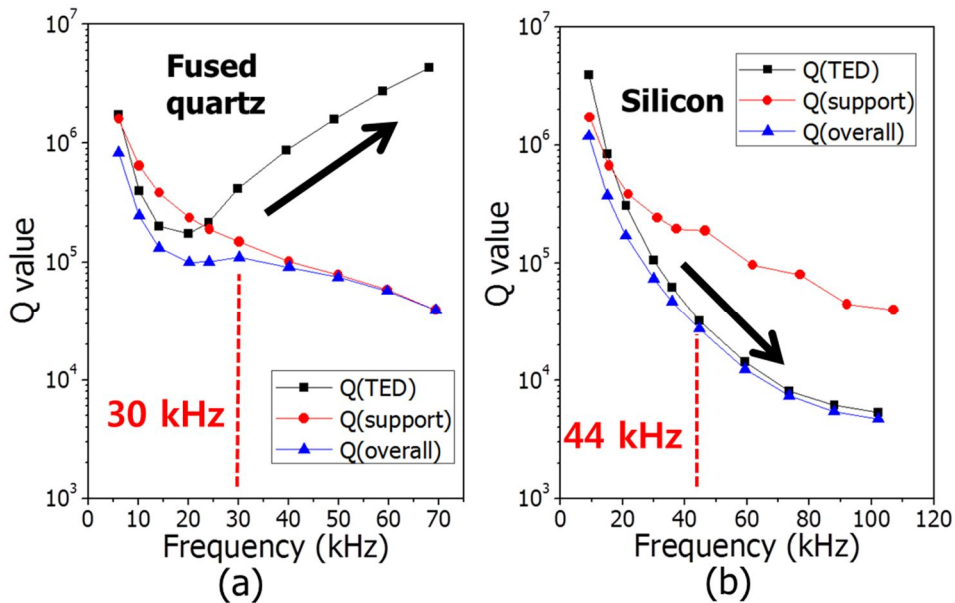 10^7
10^6
10^5
10^4
10^3
Q value
Fused
quartz
30 kHz
Q(TED)
Q(support)
Q(overall)
0 10 20 30 40 50 60 70
Frequency (kHz)
(a)
10^7
10^6
10^5
10^4
10^3
Q value
Silicon
Q(TED)
Q(support)
Q(overall)
44 kHz
0 20 40 60 80 100 120
Frequency (kHz)
(b)